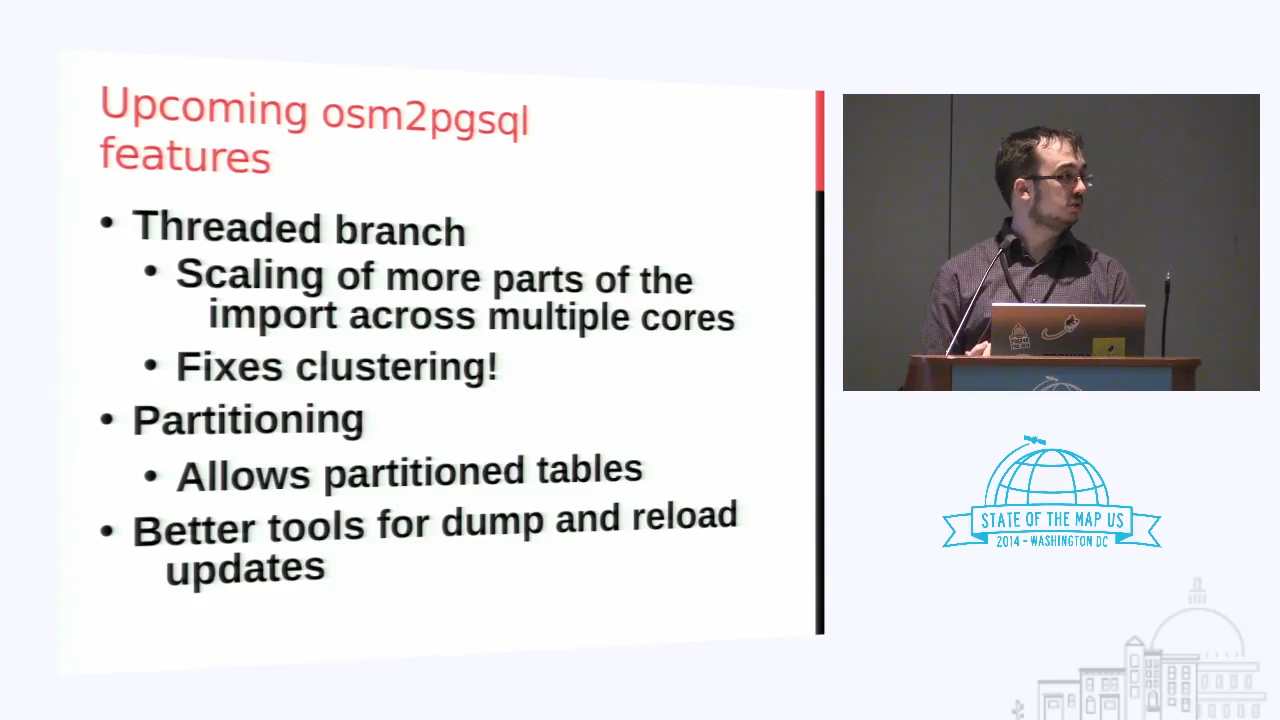 Upcoming osm2pgsql
features
• Threaded branch
• Scaling of more parts of the
import across multiple cores
• Fixes clustering!
• Partitioning
• Allows partitioned tables
• Better tools for dump and reload
updates
STATE OF THE MAP US
2014 - WASHINGTON DC